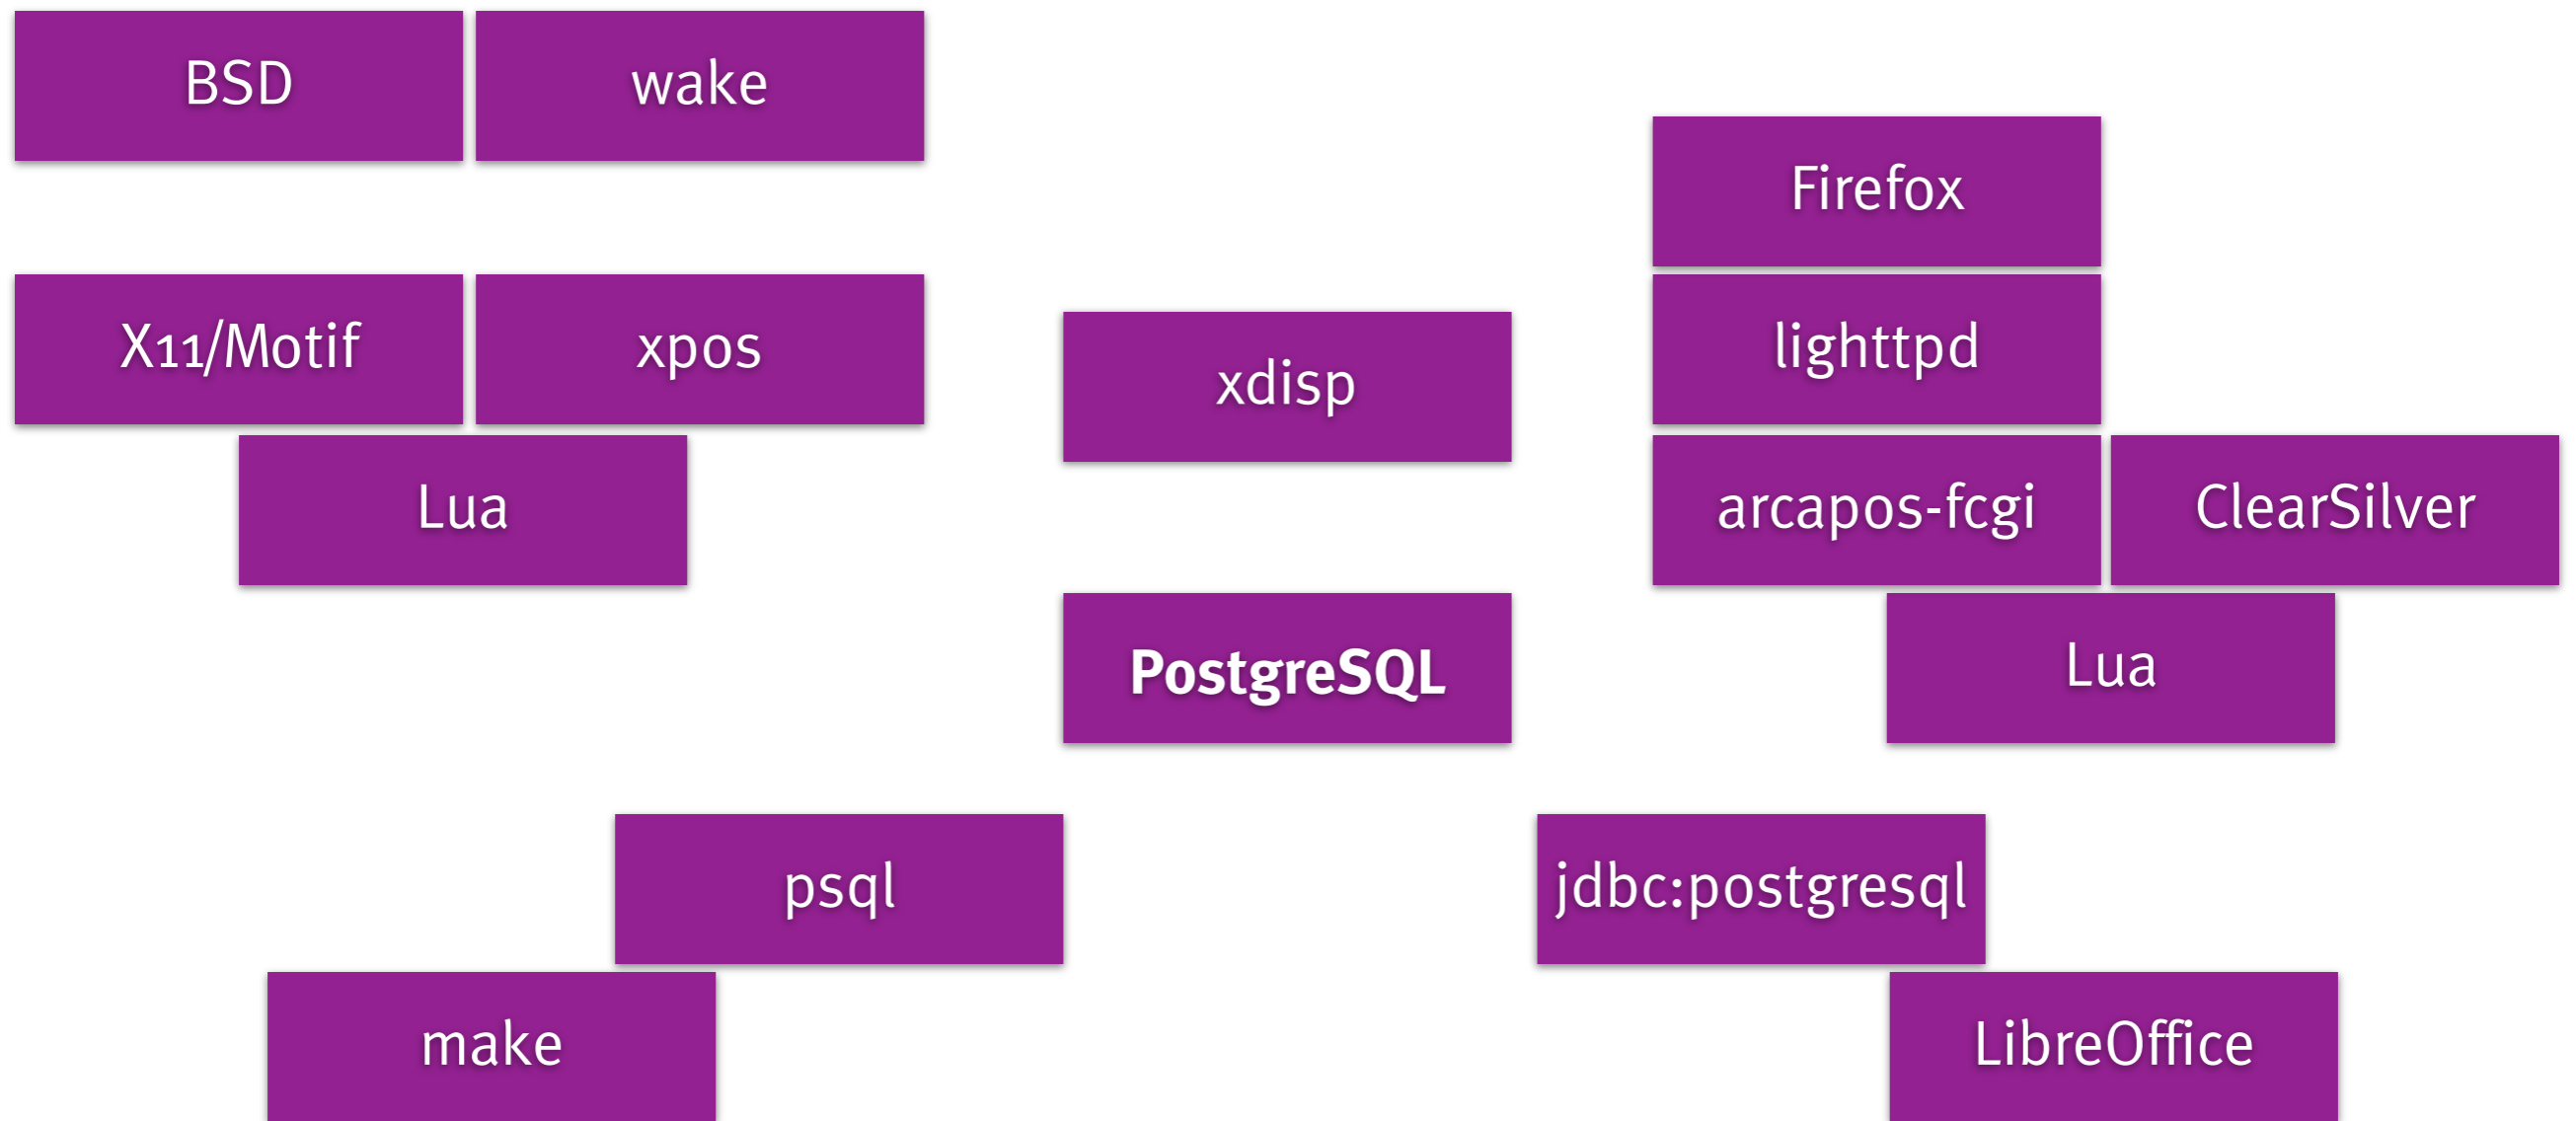 BSD
wake
Firefox
X11/Motif
xpos
xdisp
lighttpd
Lua
arcapos-fcgi
ClearSilver
PostgreSQL
Lua
psql
jdbc:postgresql
make
LibreOffice